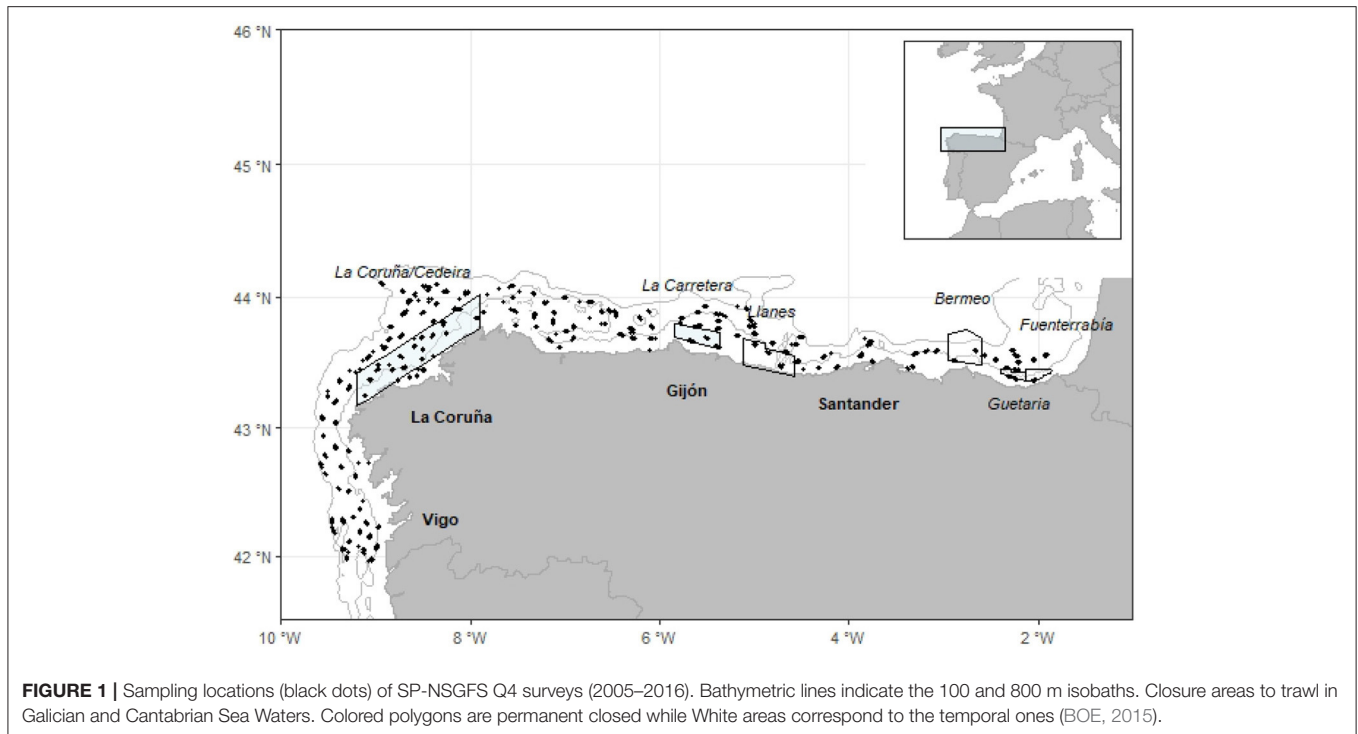 46 °N
45 °N
44 °N
43 °N
42 °N
La Coruña/Cedeira
La Carretera
Llanes
Bermeo
Fuenterrabía
Guetaria
La Coruña
Gijón
Santander
Vigo
10 °W
8 °W
6 °W
4 °W
2 °W
FIGURE 1 | Sampling locations (black dots) of SP-NSGFS Q4 surveys (2005–2016). Bathymetric lines indicate the 100 and 800 m isobaths. Closure areas to trawl in
Galician and Cantabrian Sea Waters. Colored polygons are permanent closed while White areas correspond to the temporal ones (BOE, 2015).